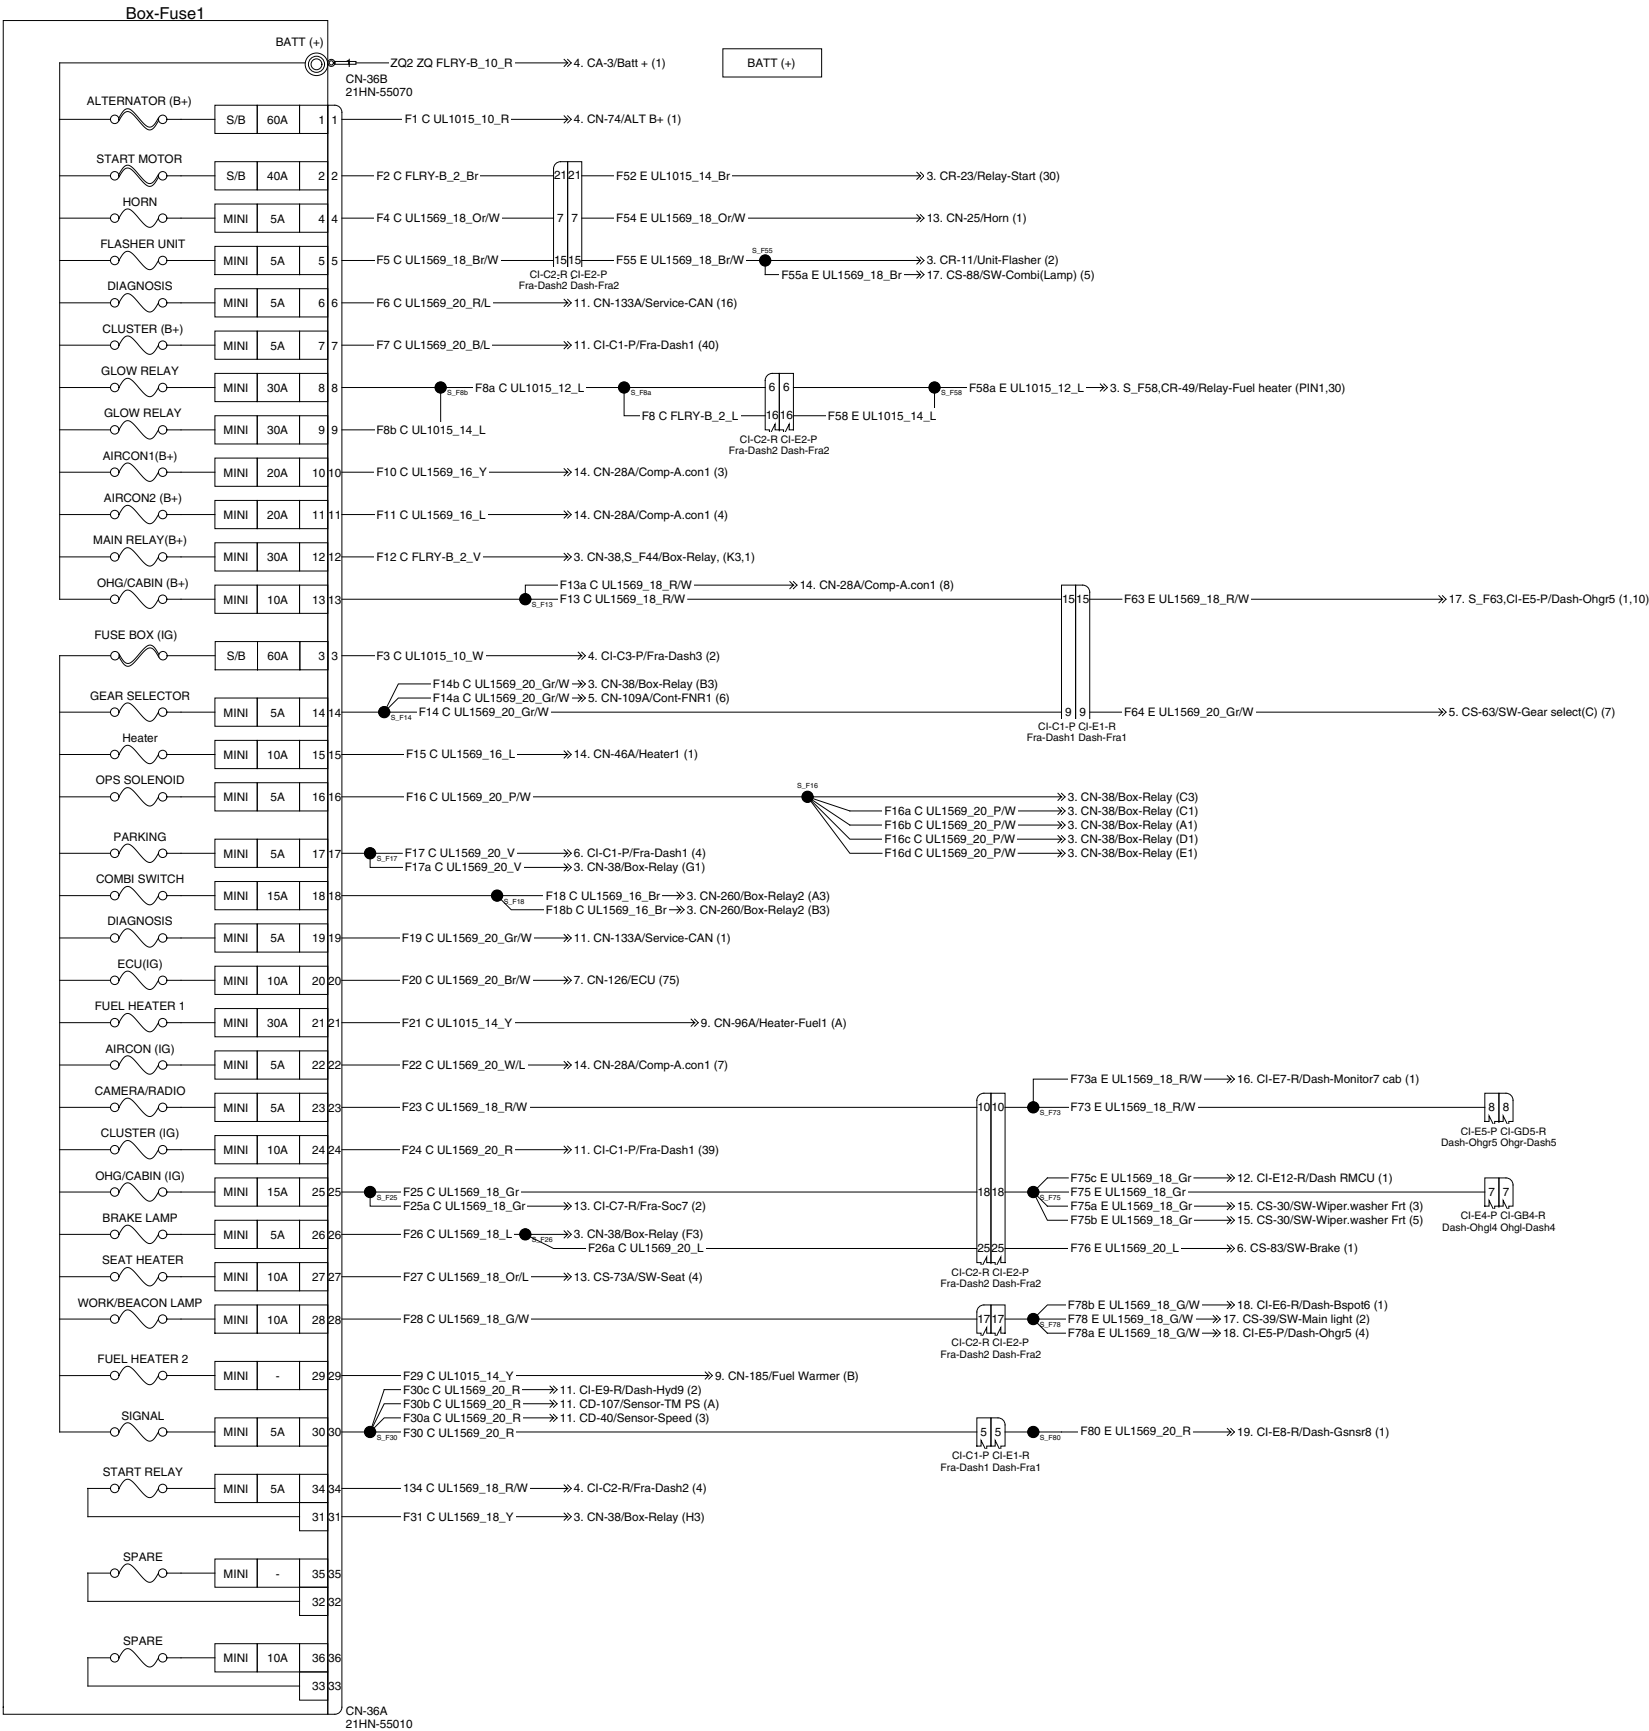 Box-Fuse1
BATT (+)
ZQ2 ZQ FLRY-B_10_R 4. CA-3/Batt + (1)
BATT (+)
CN-36B
21HN-55070
ALTERNATOR (B+)
S/B 60A 1 1 F1 C UL1015_10_R 4. CN-74/ALT B+ (1)
START MOTOR
S/B 40A 2 2 F2 C FLRY-B_2_Br 21 21 F52 E UL1015_14_Br 3. CR-23/Relay-Start (30)
HORN
MINI 5A 4 4 F4 C UL1569_18_Or/W 7 7 F54 E UL1569_18_Or/W 13. CN-25/Horn (1)
FLASHER UNIT
S_F55
MINI 5A 5 5 F5 C UL1569_18_Br/W 15 15 F55 E UL1569_18_Br/W 3. CR-11/Unit-Flasher (2)
F55a E UL1569_18_Br 17. CS-88/SW-Combi(Lamp) (5)
CI-C2-R CI-E2-P
Fra-Dash2 Dash-Fra2
DIAGNOSIS
MINI 5A 6 6 F6 C UL1569_20_R/L 11. CN-133A/Service-CAN (16)
CLUSTER (B+)
MINI 5A 7 7 F7 C UL1569_20_B/L 11. CI-C1-P/Fra-Dash1 (40)
GLOW RELAY
MINI 30A 8 8 S_F8b F8a C UL1015_12_L S_F8a 6 6 S_F58 F58a E UL1015_12_L 3. S_F58,CR-49/Relay-Fuel heater (PIN1,30)
F8 C FLRY-B_2_L 16 16 F58 E UL1015_14_L
GLOW RELAY
MINI 30A 9 9 F8b C UL1015_14_L
CI-C2-R CI-E2-P
Fra-Dash2 Dash-Fra2
AIRCON1(B+)
MINI 20A 10 10 F10 C UL1569_16_Y 14. CN-28A/Comp-A.con1 (3)
AIRCON2 (B+)
MINI 20A 11 11 F11 C UL1569_16_L 14. CN-28A/Comp-A.con1 (4)
MAIN RELAY(B+)
MINI 30A 12 12 F12 C FLRY-B_2_V 3. CN-38,S_F44/Box-Relay, (K3,1)
OHG/CABIN (B+)
F13a C UL1569_18_R/W 14. CN-28A/Comp-A.con1 (8)
MINI 10A 13 13 S_F13 F13 C UL1569_18_R/W 15 15 F63 E UL1569_18_R/W 17. S_F63,CI-E5-P/Dash-Ohgr5 (1,10)
FUSE BOX (IG)
S/B 60A 3 3 F3 C UL1015_10_W 4. CI-C3-P/Fra-Dash3 (2)
F14b C UL1569_20_Gr/W 3. CN-38/Box-Relay (B3)
GEAR SELECTOR
F14a C UL1569_20_Gr/W 5. CN-109A/Cont-FNR1 (6)
MINI 5A 14 14 S_F14 F14 C UL1569_20_Gr/W 9 9 F64 E UL1569_20_Gr/W 5. CS-63/SW-Gear select(C) (7)
CI-C1-P CI-E1-R
Fra-Dash1 Dash-Fra1
Heater
MINI 10A 15 15 F15 C UL1569_16_L 14. CN-46A/Heater1 (1)
OPS SOLENOID
S_F16
MINI 5A 16 16 F16 C UL1569_20_P/W 3. CN-38/Box-Relay (C3)
F16a C UL1569_20_P/W 3. CN-38/Box-Relay (C1)
F16b C UL1569_20_P/W 3. CN-38/Box-Relay (A1)
F16c C UL1569_20_P/W 3. CN-38/Box-Relay (D1)
F16d C UL1569_20_P/W 3. CN-38/Box-Relay (E1)
PARKING
MINI 5A 17 17 S_F17 F17 C UL1569_20_V 6. CI-C1-P/Fra-Dash1 (4)
F17a C UL1569_20_V 3. CN-38/Box-Relay (G1)
COMBI SWITCH
MINI 15A 18 18 S_F18 F18 C UL1569_16_Br 3. CN-260/Box-Relay2 (A3)
F18b C UL1569_16_Br 3. CN-260/Box-Relay2 (B3)
DIAGNOSIS
MINI 5A 19 19 F19 C UL1569_20_Gr/W 11. CN-133A/Service-CAN (1)
ECU(IG)
MINI 10A 20 20 F20 C UL1569_20_Br/W 7. CN-126/ECU (75)
FUEL HEATER 1
MINI 30A 21 21 F21 C UL1015_14_Y 9. CN-96A/Heater-Fuel1 (A)
AIRCON (IG)
MINI 5A 22 22 F22 C UL1569_20_W/L 14. CN-28A/Comp-A.con1 (7)
F73a E UL1569_18_R/W 16. CI-E7-R/Dash-Monitor7 cab (1)
CAMERA/RADIO
MINI 5A 23 23 F23 C UL1569_18_R/W 10 10 S_F73 F73 E UL1569_18_R/W 8 8
CI-E5-P CI-GD5-R
Dash-Ohgr5 Ohgr-Dash5
CLUSTER (IG)
MINI 10A 24 24 F24 C UL1569_20_R 11. CI-C1-P/Fra-Dash1 (39)
OHG/CABIN (IG)
F75c E UL1569_18_Gr 12. CI-E12-R/Dash RMCU (1)
MINI 15A 25 25 S_F25 F25 C UL1569_18_Gr 18 18 S_F75 F75 E UL1569_18_Gr 7 7
F25a C UL1569_18_Gr 13. CI-C7-R/Fra-Soc7 (2) F75a E UL1569_18_Gr 15. CS-30/SW-Wiper.washer Frt (3)
F75b E UL1569_18_Gr 15. CS-30/SW-Wiper.washer Frt (5)
CI-E4-P CI-GB4-R
Dash-Ohgl4 Ohgl-Dash4
BRAKE LAMP
MINI 5A 26 26 F26 C UL1569_18_L S_F26 3. CN-38/Box-Relay (F3)
F26a C UL1569_20_L 25 25 F76 E UL1569_20_L 6. CS-83/SW-Brake (1)
SEAT HEATER
MINI 10A 27 27 F27 C UL1569_18_Or/L 13. CS-73A/SW-Seat (4)
CI-C2-R CI-E2-P
Fra-Dash2 Dash-Fra2
WORK/BEACON LAMP
F78b E UL1569_18_G/W 18. CI-E6-R/Dash-Bspot6 (1)
MINI 10A 28 28 F28 C UL1569_18_G/W 17 17 S_F78 F78 E UL1569_18_G/W 17. CS-39/SW-Main light (2)
F78a E UL1569_18_G/W 18. CI-E5-P/Dash-Ohgr5 (4)
CI-C2-R CI-E2-P
Fra-Dash2 Dash-Fra2
FUEL HEATER 2
MINI - 29 29 F29 C UL1015_14_Y 9. CN-185/Fuel Warmer (B)
F30c C UL1569_20_R 11. CI-E9-R/Dash-Hyd9 (2)
F30b C UL1569_20_R 11. CD-107/Sensor-TM PS (A)
SIGNAL
F30a C UL1569_20_R 11. CD-40/Sensor-Speed (3)
MINI 5A 30 30 S_F30 F30 C UL1569_20_R 5 5 S_F80 F80 E UL1569_20_R 19. CI-E8-R/Dash-Gsnsr8 (1)
CI-C1-P CI-E1-R
Fra-Dash1 Dash-Fra1
START RELAY
MINI 5A 34 34 134 C UL1569_18_R/W 4. CI-C2-R/Fra-Dash2 (4)
31 31 F31 C UL1569_18_Y 3. CN-38/Box-Relay (H3)
SPARE
MINI - 35 35
32 32
SPARE
MINI 10A 36 36
33 33
CN-36A
21HN-55010